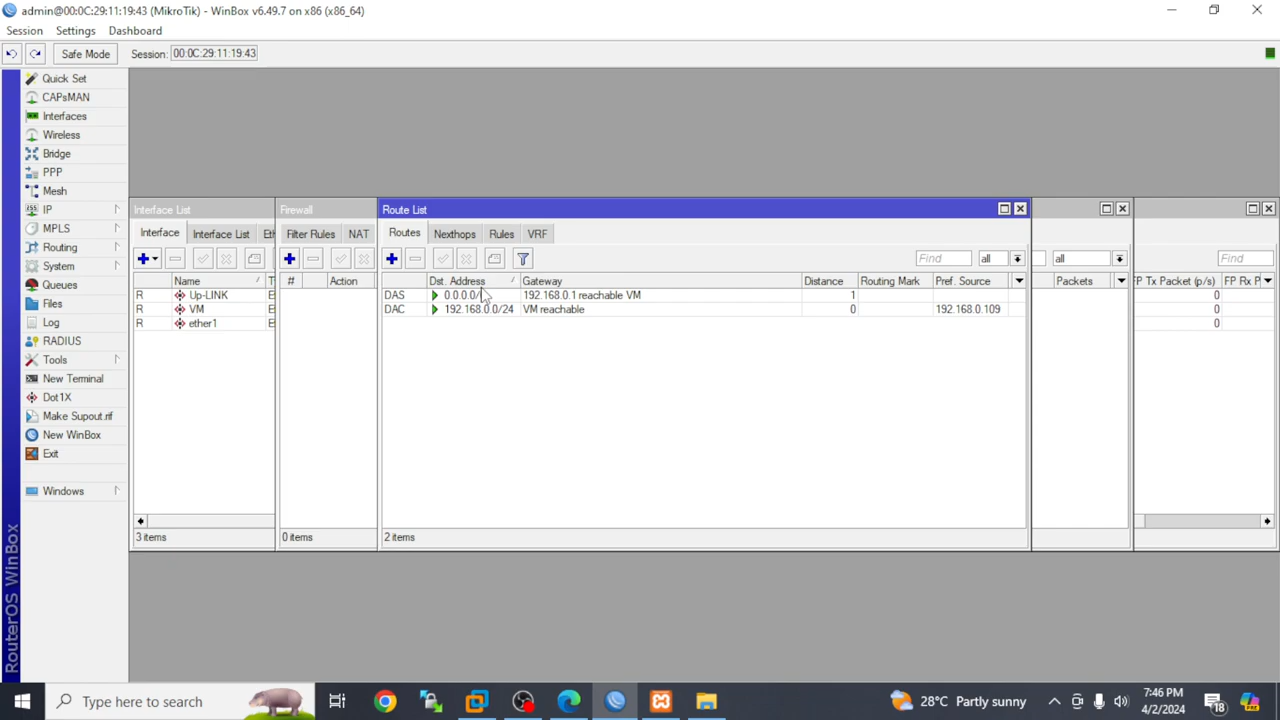 admin@00:0C:29:11:19:43 (MikroTik) - WinBox v6.49.7 on x86 (x86_64)
Session Settings Dashboard
Safe Mode Session: 00:0C:29:11:19:43
Quick Set
CAPsMAN
Interfaces
Wireless
Bridge
PPP
Mesh
IP
MPLS
Routing
System
Queues
Files
Log
RADIUS
Tools
New Terminal
Dot1X
Make Supout.rif
New WinBox
Exit
Windows
RouterOS WinBox
Interface List
Interface Interface List
Name
R Up-LINK
R VM
R ether1
3 items
Firewall
Filter Rules NAT
# Action
0 items
Route List
Routes Nexthops Rules VRF
Find all
Dst. Address Gateway Distance Routing Mark Pref. Source
DAS 0.0.0.0/ 192.168.0.1 reachable VM 1
DAC 192.168.0.0/24 VM reachable 0 192.168.0.109
2 items
all
Packets
Find
FP Tx Packet (p/s) FP Rx
0
0
0
Type here to search
28°C Partly sunny
7:46 PM
4/2/2024
18